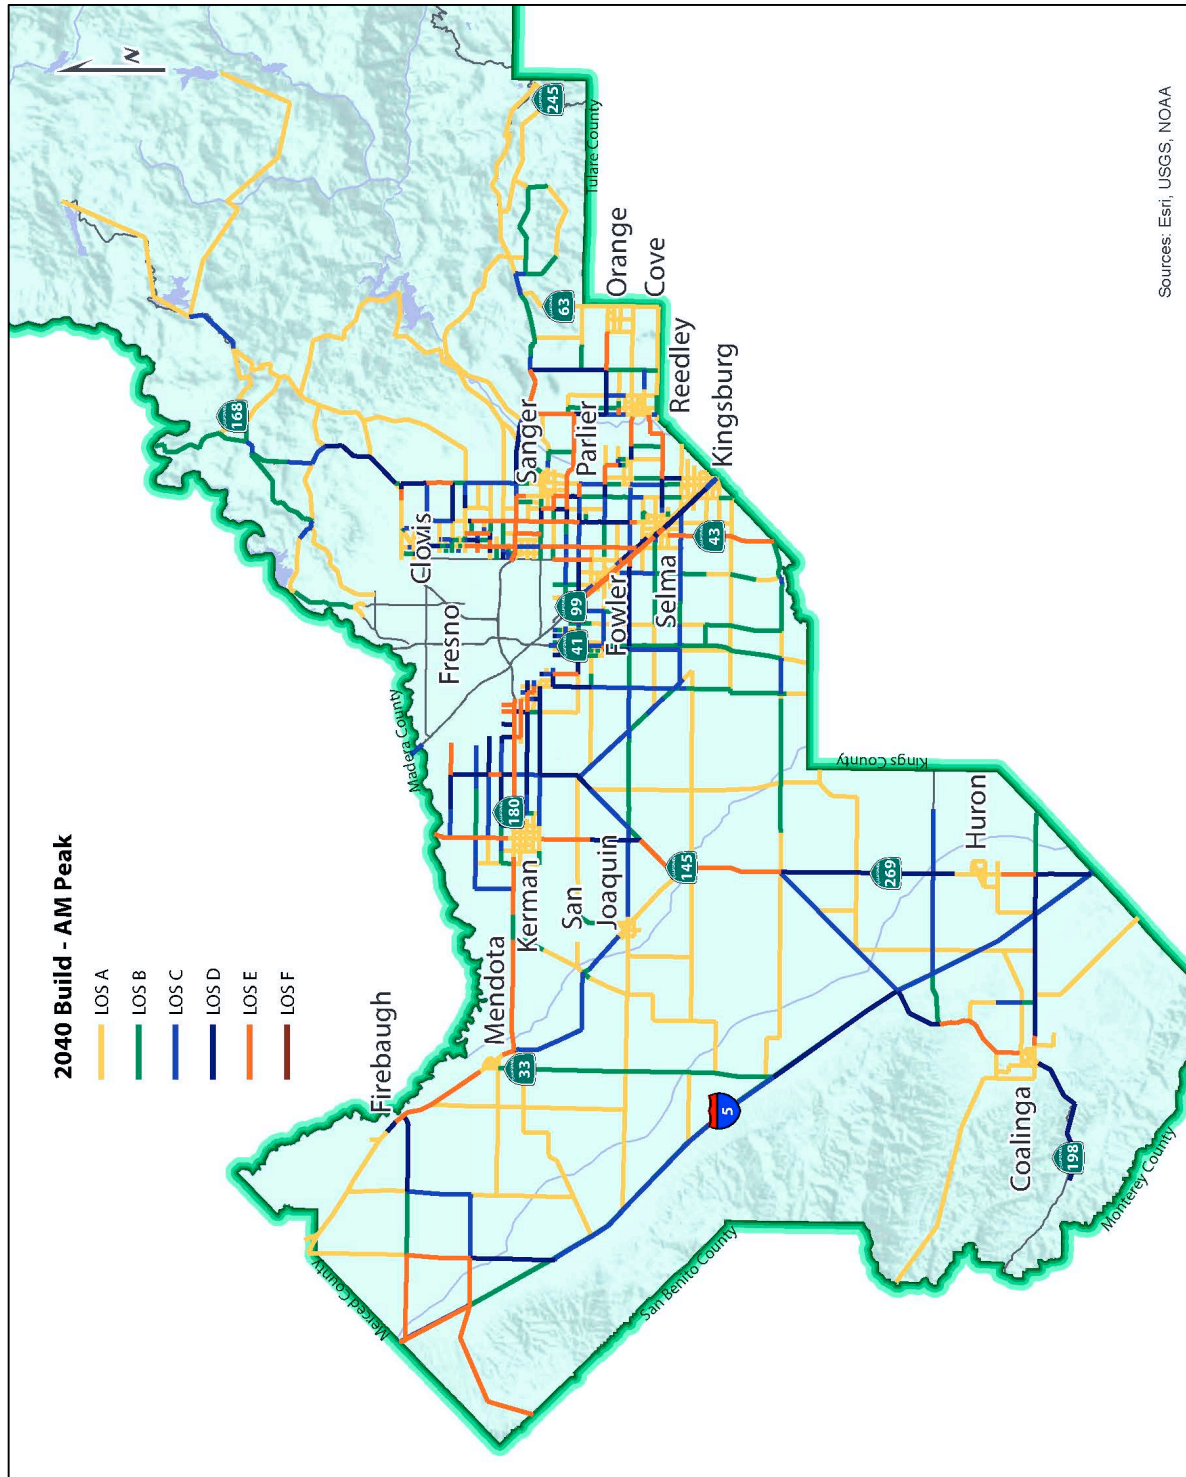 2040 Build - AM Peak
LOS A
LOS B
LOS C
LOS D
LOS E
LOS F
N
Firebaugh
Mendota
Kerman
San
Joaquin
Fresno
Clovis
Sanger
Parlier
Fowler
Selma
Reedley
Kingsburg
Orange
Cove
Huron
Coalinga
Merced County
Madera County
San Benito County
Monterey County
Kings County
Tulare County
168
180
245
63
99
41
43
145
269
33
5
198
Sources: Esri, USGS, NOAA